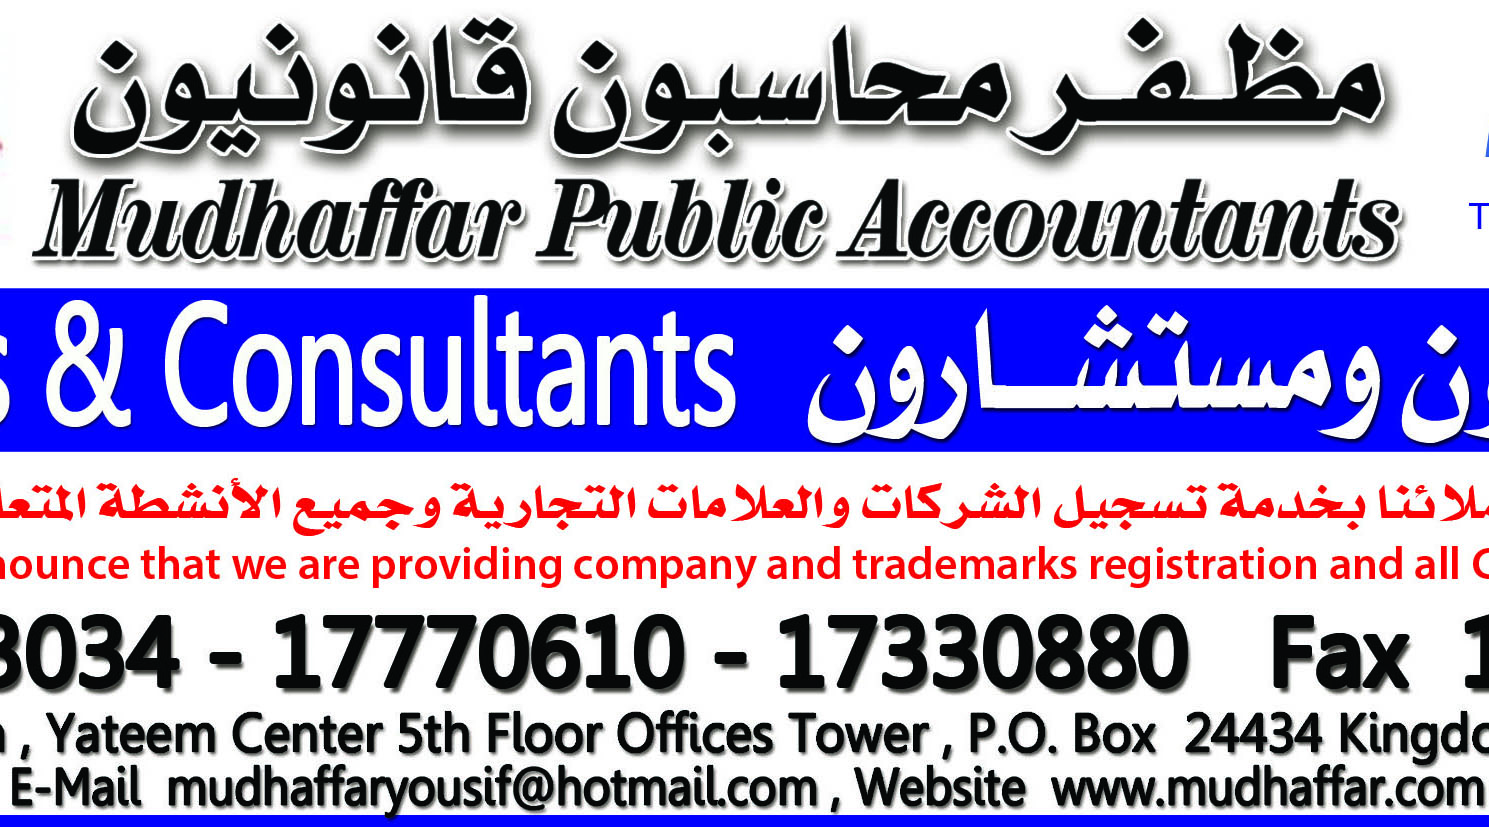 مظفر محاسبون قانونيون
Mudhaffar Public Accountants
& Consultants ومستشارون
بخدمة تسجيل الشركات والعلامات التجارية وجميع الأنشطة
that we are providing company and trademarks registration and all
3034 - 17770610 - 17330880 Fax
, Yateem Center 5th Floor Offices Tower , P.O. Box 24434
E-Mail mudhaffaryousif@hotmail.com , Website www.mudhaffar.com